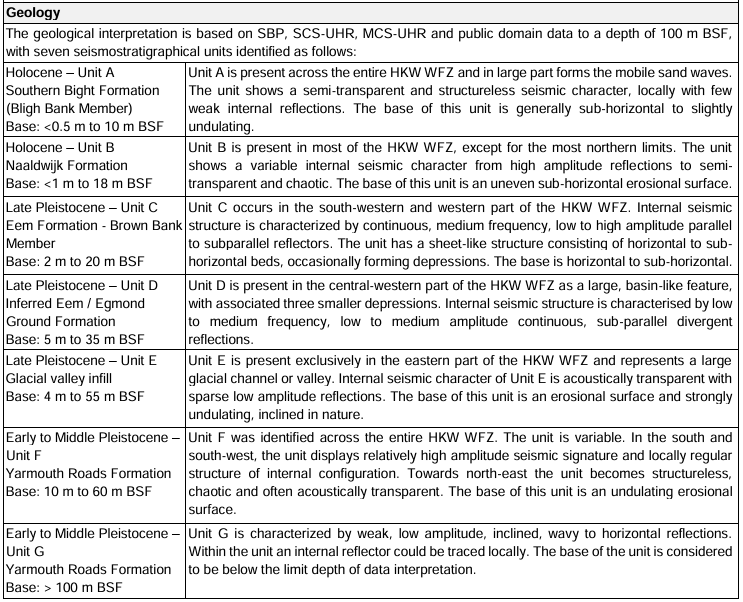 Geology
The geological interpretation is based on SBP, SCS-UHR, MCS-UHR and public domain data to a depth of 100 m BSF,
with seven seismostratigraphical units identified as follows:
Holocene – Unit A
Southern Bight Formation
(Bligh Bank Member)
Base: <0.5 m to 10 m BSF
Unit A is present across the entire HKW WFZ and in large part forms the mobile sand waves.
The unit shows a semi-transparent and structureless seismic character, locally with few
weak internal reflections. The base of this unit is generally sub-horizontal to slightly
undulating.
Holocene – Unit B
Naaldwijk Formation
Base: <1 m to 18 m BSF
Unit B is present in most of the HKW WFZ, except for the most northern limits. The unit
shows a variable internal seismic character from high amplitude reflections to semi-
transparent and chaotic. The base of this unit is an uneven sub-horizontal erosional surface.
Late Pleistocene – Unit C
Eem Formation - Brown Bank
Member
Base: 2 m to 20 m BSF
Unit C occurs in the south-western and western part of the HKW WFZ. Internal seismic
structure is characterized by continuous, medium frequency, low to high amplitude parallel
to subparallel reflectors. The unit has a sheet-like structure consisting of horizontal to sub-
horizontal beds, occasionally forming depressions. The base is horizontal to sub-horizontal.
Late Pleistocene – Unit D
Inferred Eem / Egmond
Ground Formation
Base: 5 m to 35 m BSF
Unit D is present in the central-western part of the HKW WFZ as a large, basin-like feature,
with associated three smaller depressions. Internal seismic structure is characterised by low
to medium frequency, low to medium amplitude continuous, sub-parallel divergent
reflections.
Late Pleistocene – Unit E
Glacial valley infill
Base: 4 m to 55 m BSF
Unit E is present exclusively in the eastern part of the HKW WFZ and represents a large
glacial channel or valley. Internal seismic character of Unit E is acoustically transparent with
sparse low amplitude reflections. The base of this unit is an erosional surface and strongly
undulating, inclined in nature.
Early to Middle Pleistocene –
Unit F
Yarmouth Roads Formation
Base: 10 m to 60 m BSF
Unit F was identified across the entire HKW WFZ. The unit is variable. In the south and
south-west, the unit displays relatively high amplitude seismic signature and locally regular
structure of internal configuration. Towards north-east the unit becomes structureless,
chaotic and often acoustically transparent. The base of this unit is an undulating erosional
surface.
Early to Middle Pleistocene –
Unit G
Yarmouth Roads Formation
Base: > 100 m BSF
Unit G is characterized by weak, low amplitude, inclined, wavy to horizontal reflections.
Within the unit an internal reflector could be traced locally. The base of the unit is considered
to be below the limit depth of data interpretation.